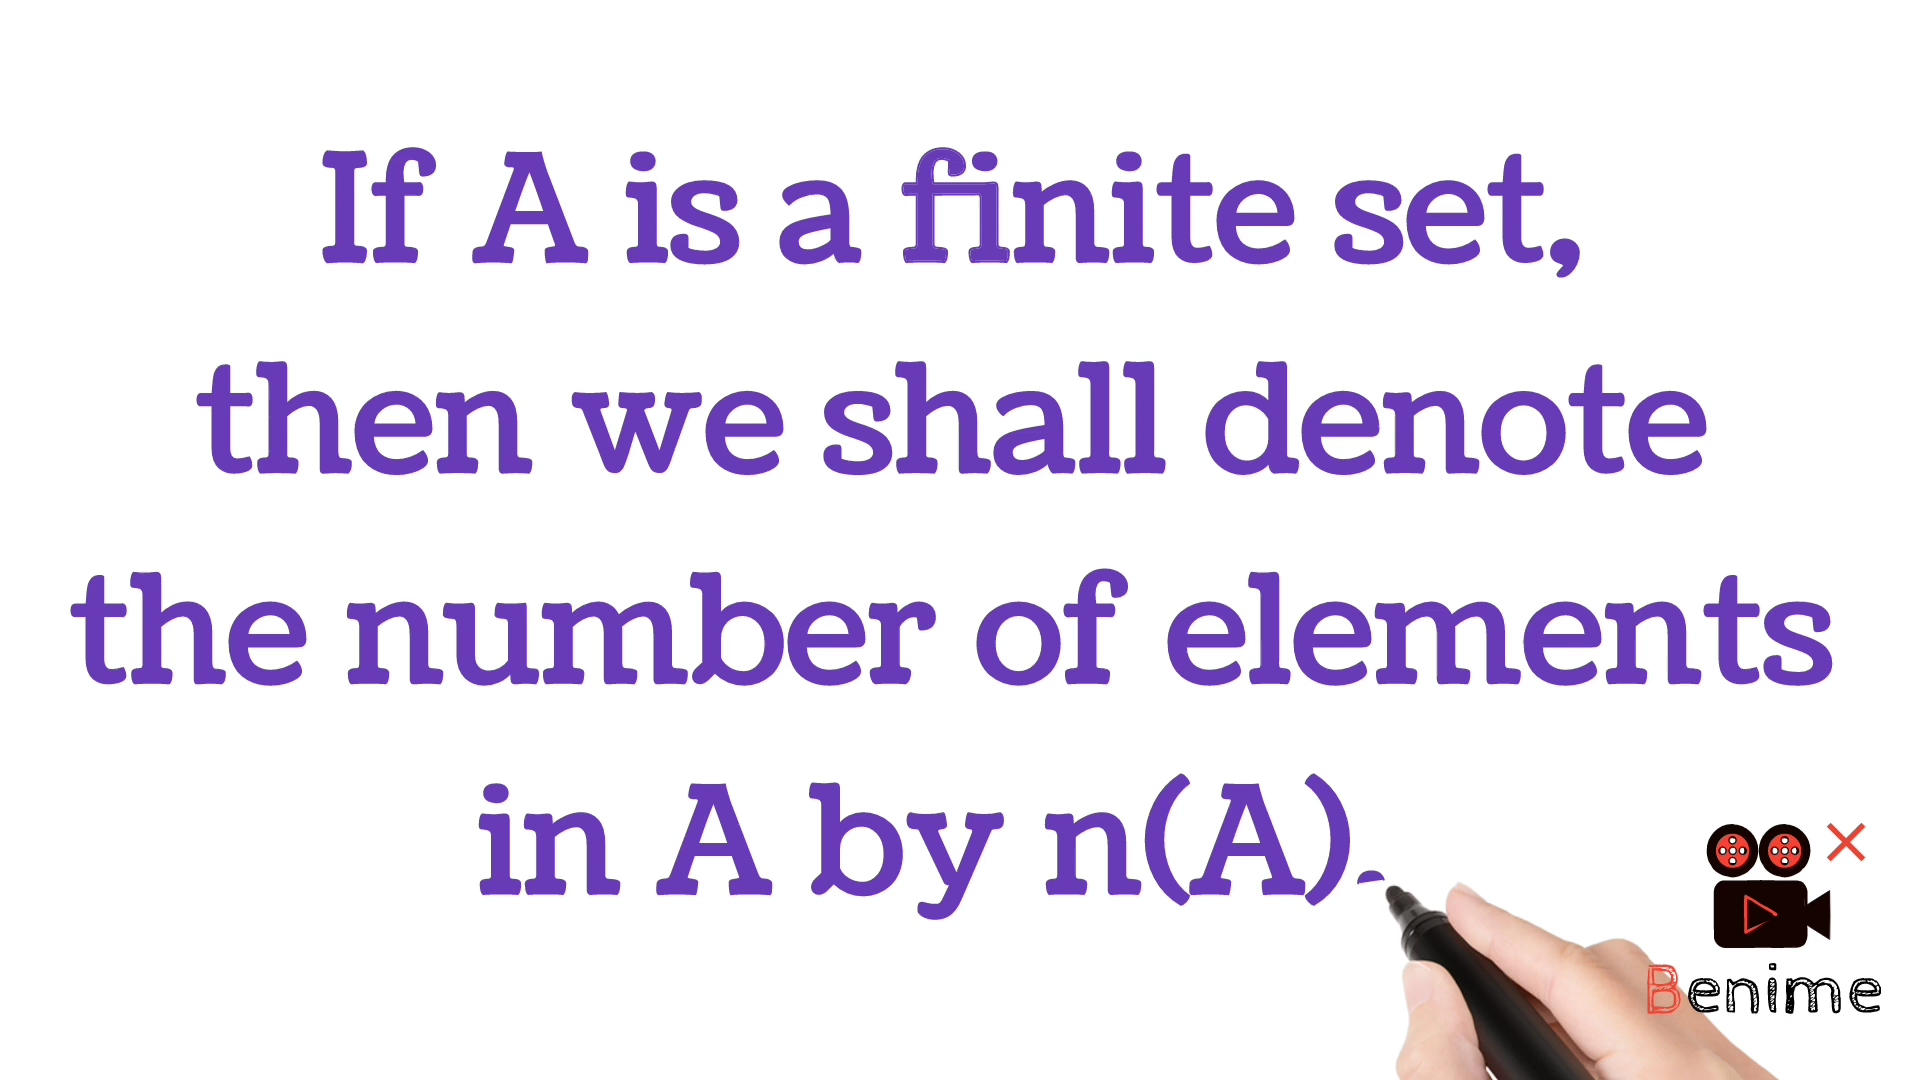 If A is a finite set,
then we shall denote
the number of elements
in A by n(A).
Benime